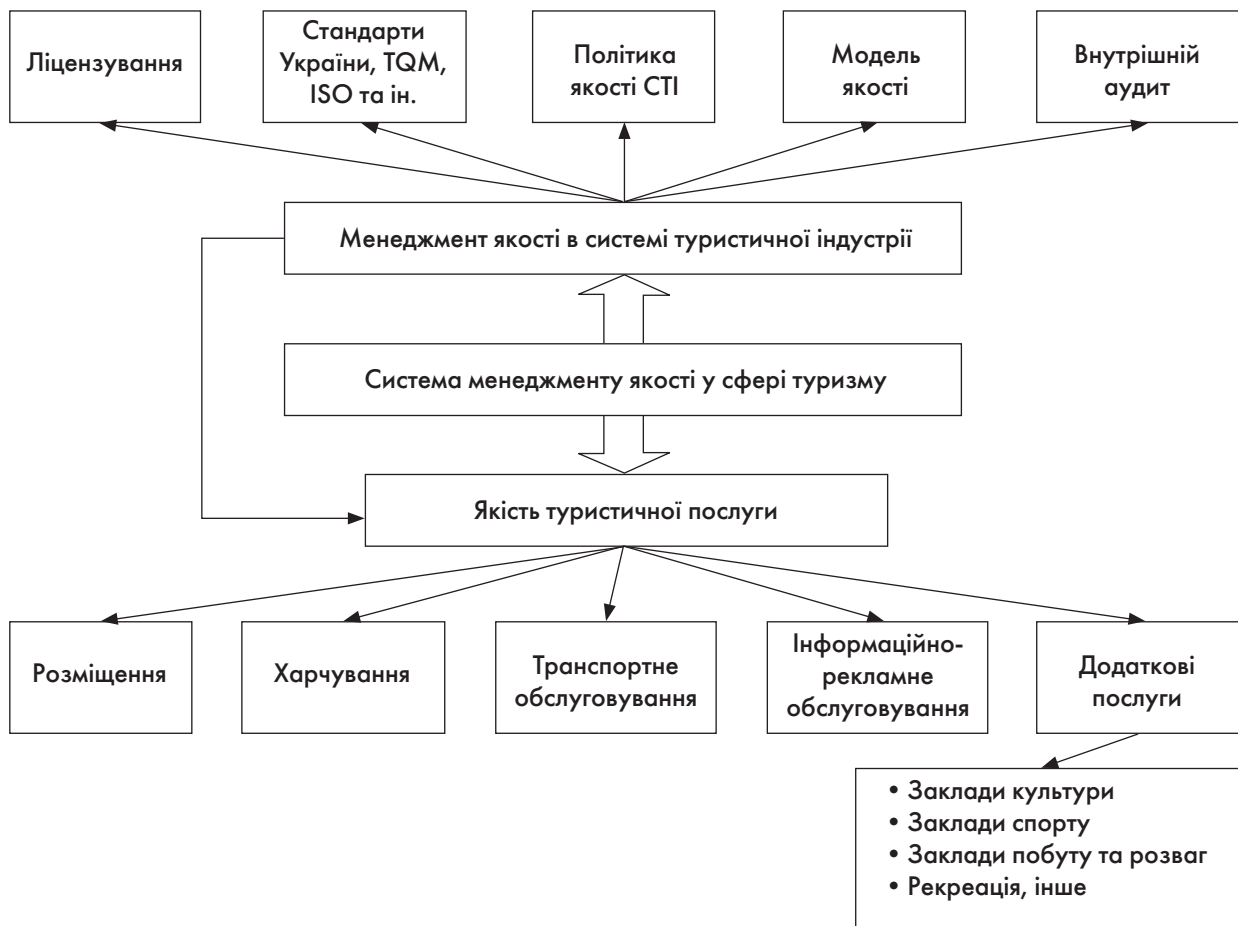 Ліцензування
Стандарти
України, TQM,
ISO та ін.
Політика
якості СТІ
Модель
якості
Внутрішній
аудит
Менеджмент якості в системі туристичної індустрії
Система менеджменту якості у сфері туризму
Якість туристичної послуги
Розміщення
Харчування
Транспортне
обслуговування
Інформаційно-
рекламне
обслуговування
Додаткові
послуги
• Заклади культури
• Заклади спорту
• Заклади побуту та розваг
• Рекреація, інше